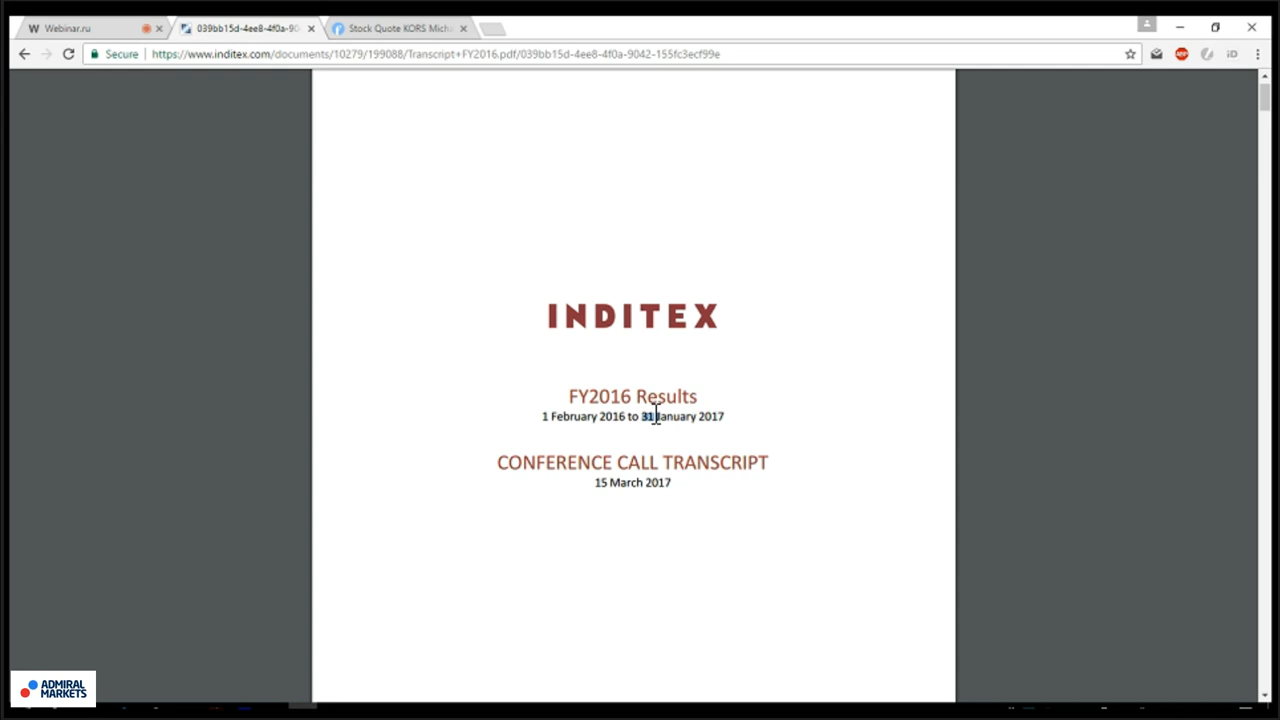 Webinar.ru
039bb15d-4ee8-4f0a-90
Stock Quote KORS Mich
Secure
https://www.inditex.com/documents/10279/199088/Transcript+FY2016.pdf/039bb15d-4ee8-4f0a-9042-155fc3ecf99e
ABP
iD
INDITEX
FY2016 Results
1 February 2016 to 31 January 2017
CONFERENCE CALL TRANSCRIPT
15 March 2017
ADMIRAL
MARKETS